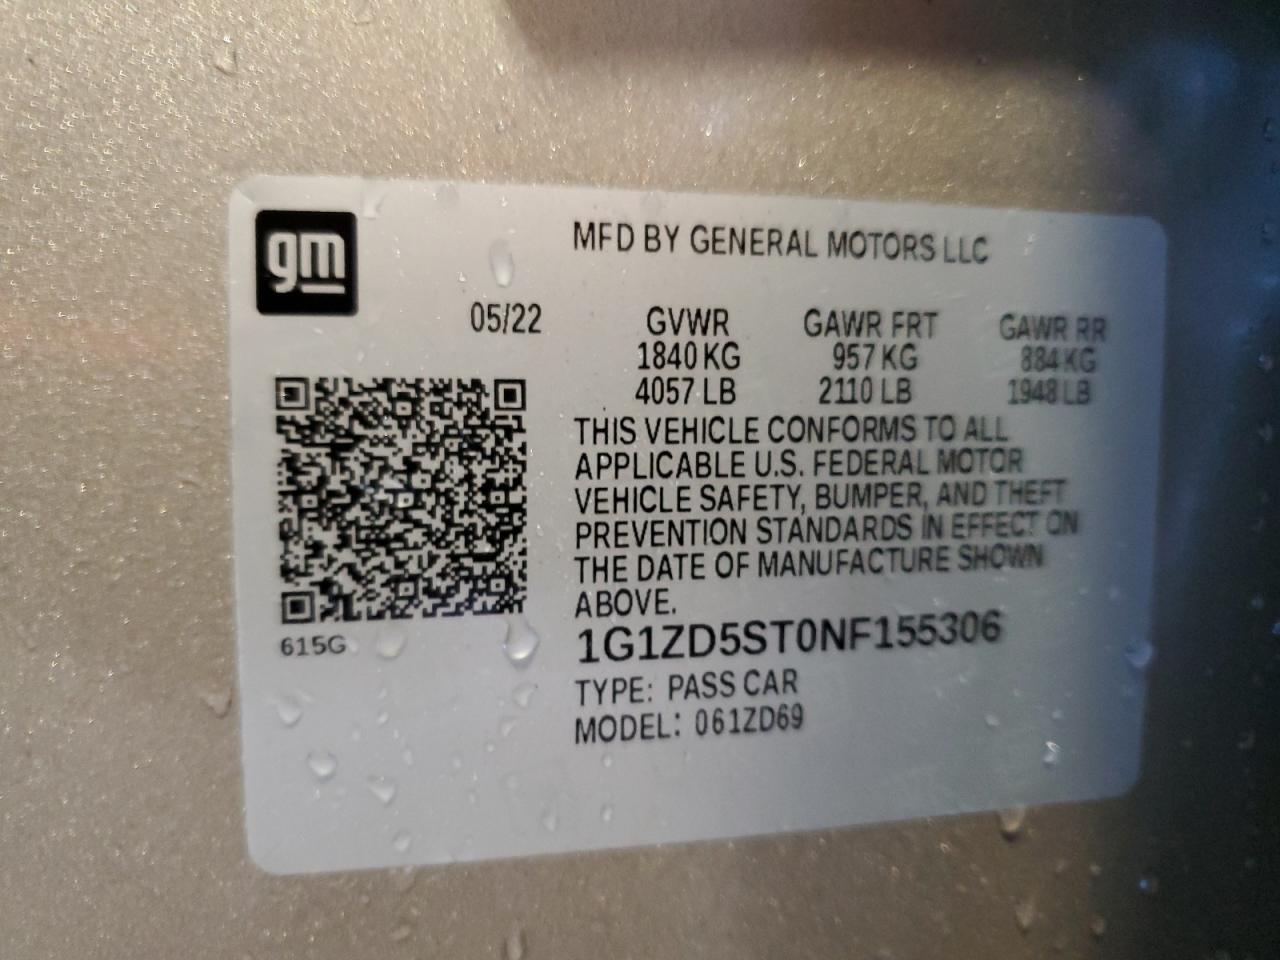 gm
MFD BY GENERAL MOTORS LLC
05/22
GVWR GAWR FRT GAWR RR
1840 KG 957 KG 884 KG
4057 LB 2110 LB 1948 LB
THIS VEHICLE CONFORMS TO ALL
APPLICABLE U.S. FEDERAL MOTOR
VEHICLE SAFETY, BUMPER, AND THEFT
PREVENTION STANDARDS IN EFFECT ON
THE DATE OF MANUFACTURE SHOWN
ABOVE.
615G
1G1ZD5ST0NF155306
TYPE: PASS CAR
MODEL: 061ZD69